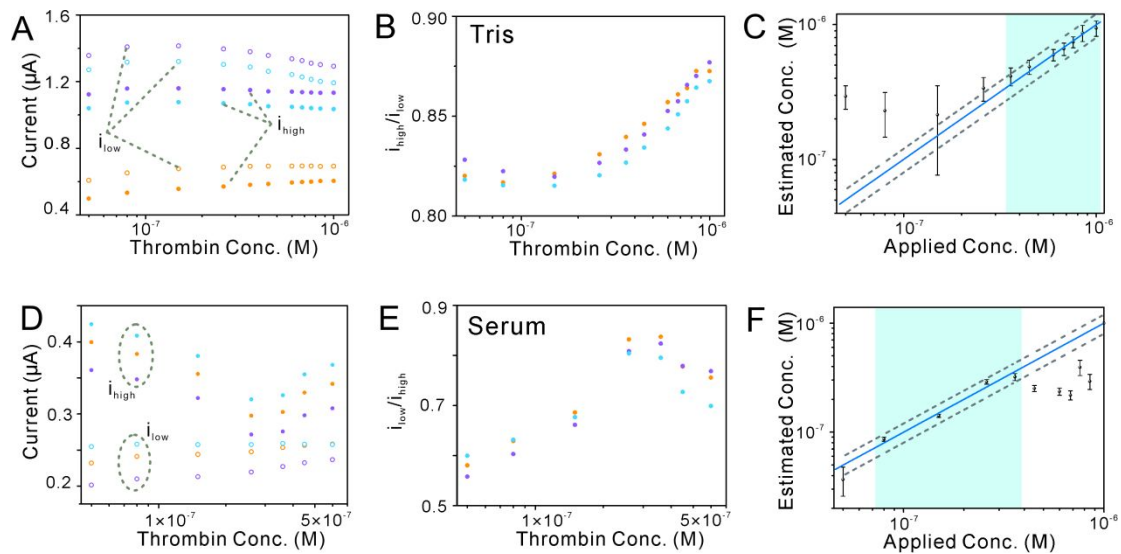 A
Current (μA)
1.6
1.2
0.8
0.4
i_low
i_high
10⁻⁷
10⁻⁶
Thrombin Conc. (M)
B
Tris
i_high/i_low
0.90
0.85
0.80
10⁻⁷
10⁻⁶
Thrombin Conc. (M)
C
Estimated Conc. (M)
10⁻⁶
10⁻⁷
10⁻⁷
10⁻⁶
Applied Conc. (M)
D
Current (μA)
0.4
0.3
0.2
i_high
i_low
1×10⁻⁷
5×10⁻⁷
Thrombin Conc. (M)
E
Serum
i_low/i_high
0.9
0.7
0.5
1×10⁻⁷
5×10⁻⁷
Thrombin Conc. (M)
F
Estimated Conc. (M)
10⁻⁶
10⁻⁷
10⁻⁷
10⁻⁶
Applied Conc. (M)